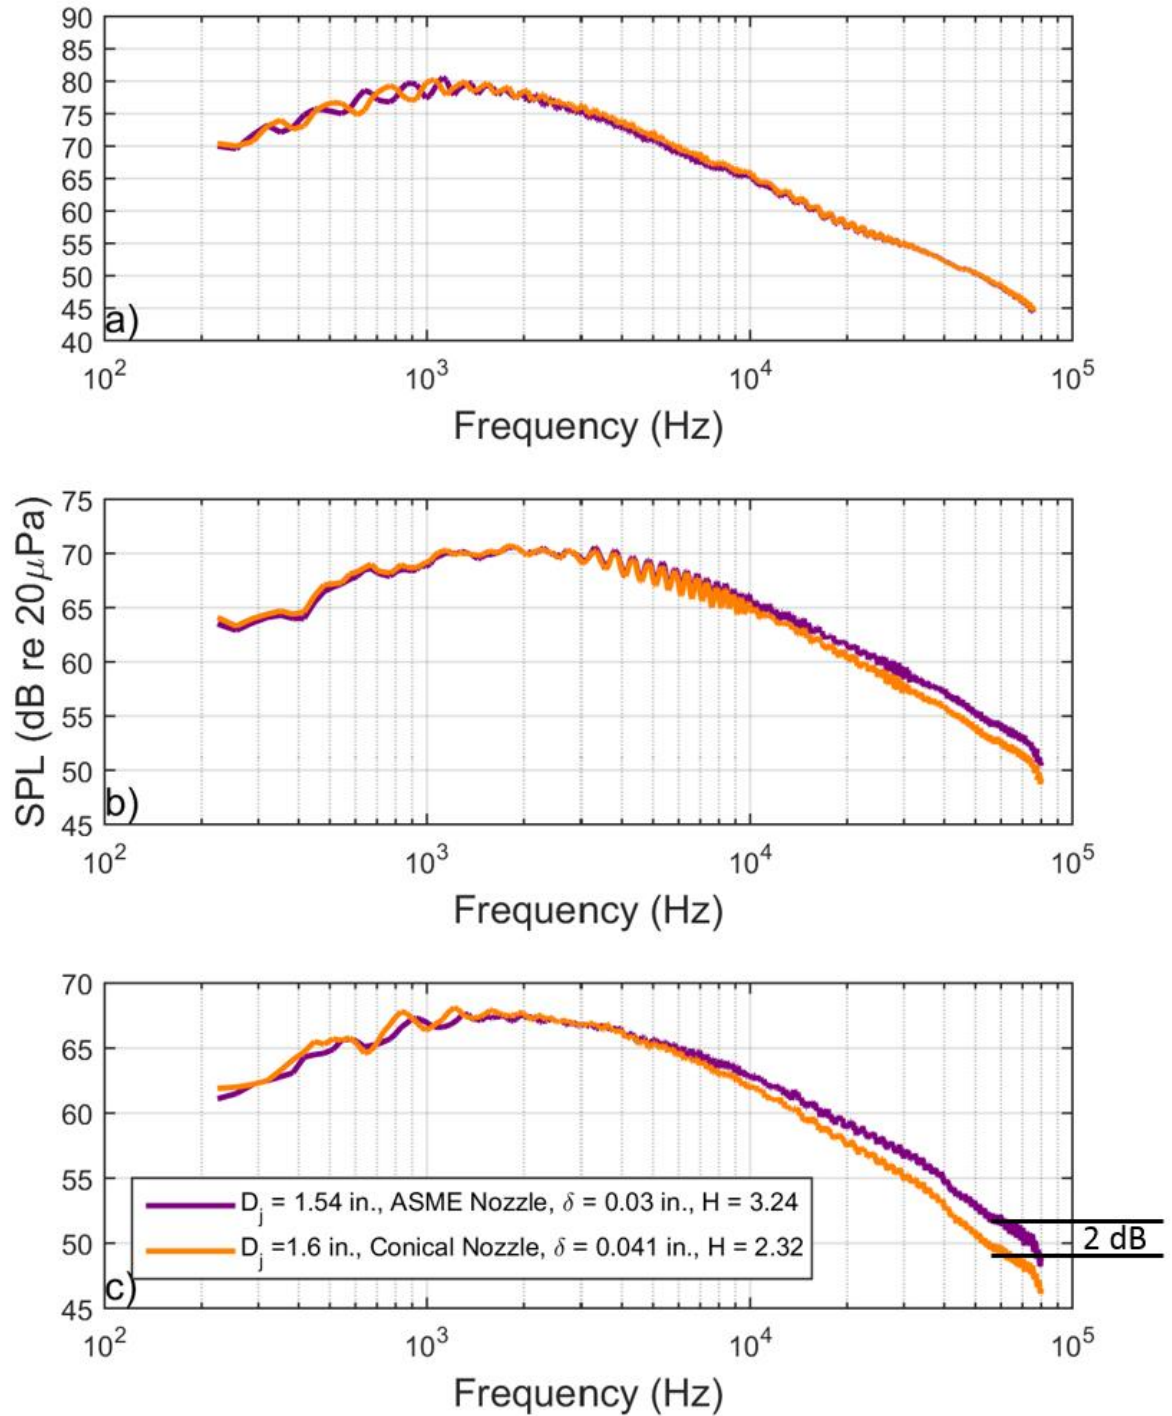 90
85
80
75
70
65
60
55
50
45
40
a)
10² 10³ 10⁴ 10⁵
Frequency (Hz)
SPL (dB re 20μPa)
75
70
65
60
55
50
45
b)
10² 10³ 10⁴ 10⁵
Frequency (Hz)
70
65
60
55
50
45
D_j = 1.54 in., ASME Nozzle, δ = 0.03 in., H = 3.24
D_j =1.6 in., Conical Nozzle, δ = 0.041 in., H = 2.32
2 dB
c)
10² 10³ 10⁴ 10⁵
Frequency (Hz)